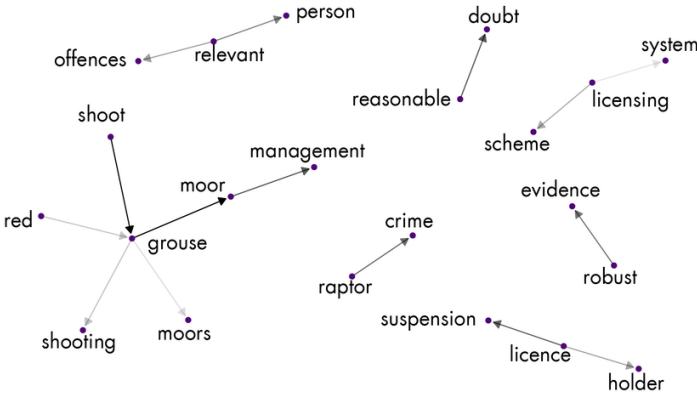 person
offences
relevant
doubt
reasonable
system
licensing
scheme
shoot
management
moor
red
grouse
shooting
moors
crime
raptor
evidence
robust
suspension
licence
holder